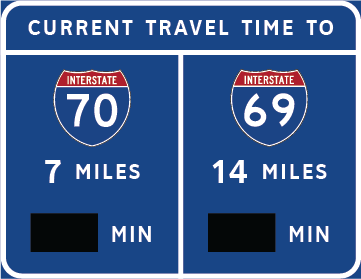 CURRENT TRAVEL TIME TO
INTERSTATE
70
7 MILES
MIN
INTERSTATE
69
14 MILES
MIN